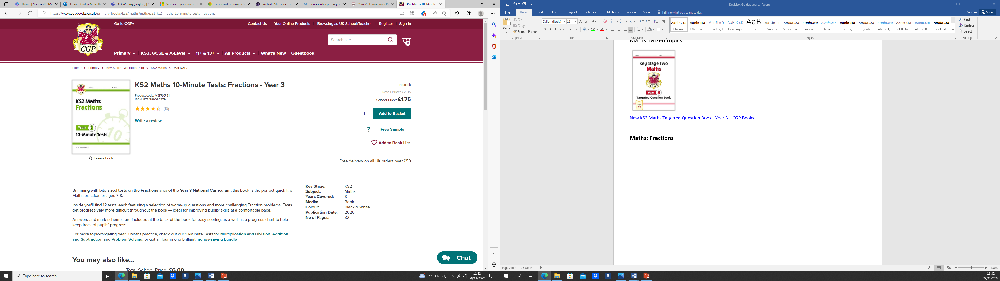 Home | Microsoft 365
Email - Carley Metcalf
(1) Writing (English) |
Sign in to your accoun
Feniscowles Primary S
Website Statistics | Fe
feniscowles primary sc
Year 2 | Feniscowles P
KS2 Maths 10-Minute
https://www.cgpbooks.co.uk/primary-books/ks2/maths/m3frxp21-ks2-maths-10-minute-tests-fractions
Go to CGP+
Contact Us
Your Online Products
Browsing as UK School/Teacher
Register
Sign In
CGP
Search site
0
Primary
KS3, GCSE & A-Level
11+ & 13+
All Products
What's New
Guestbook
Home > Primary > Key Stage Two (ages 7-11) > KS2 Maths > M3FRXP21
CGP
KS2 Maths
Fractions
Year 3
10-Minute Tests
10
Includes answers
Take a Look
KS2 Maths 10-Minute Tests: Fractions - Year 3
Product code: M3FRXP21
ISBN: 9781789086379
(10)
Write a review
In stock
Retail Price: £2.95
School Price: £1.75
1
Add to Basket
?
Free Sample
Add to Book List
Free delivery on all UK orders over £50
Brimming with bite-sized tests on the Fractions area of the Year 3 National Curriculum, this book is the perfect quick-fire
Maths practice for ages 7-8.
Inside you'll find 12 tests, each featuring a selection of warm-up questions and more challenging Fraction problems. Tests
get progressively more difficult throughout the book — ideal for improving pupils' skills at a comfortable pace.
Answers and mark schemes are included at the back of the book for easy scoring, as well as a progress chart to help
keep track of pupils' progress.
For more topic-targeting Year 3 Maths practice, check out our 10-Minute Tests for Multiplication and Division, Addition
and Subtraction and Problem Solving, or get all four in one brilliant money-saving bundle
Key Stage: KS2
Subject: Maths
Years Covered: 3
Media: Book
Colour: Black & White
Publication Date: 2020
No of Pages: 32
You may also like...
Total School Price: £6.00
Chat
Type here to search
5°C Cloudy
11:32
29/11/2022
Revision Guides year 1 - Word
File
Home
Insert
Design
Layout
References
Mailings
Review
View
Tell me what you want to do...
Sign in
Share
Paste
Cut
Copy
Format Painter
Clipboard
Calibri (Body)
11
Font
Paragraph
¶ Normal
¶ No Spac...
Heading 1
Heading 2
Title
Subtitle
Subtle Em...
Emphasis
Intense E...
Strong
Quote
Intense Q...
Subtle Ref...
Intense Re...
Book Title
Styles
Find
Replace
Select
Editing
Maths: Mixed topics
Key Stage Two
Maths
CGP
Year 3
Targeted Question Book
Ages
7-8
New KS2 Maths Targeted Question Book - Year 3 | CGP Books
Maths: Fractions
Page 2 of 2
73 words
130%
11:32
29/11/2022